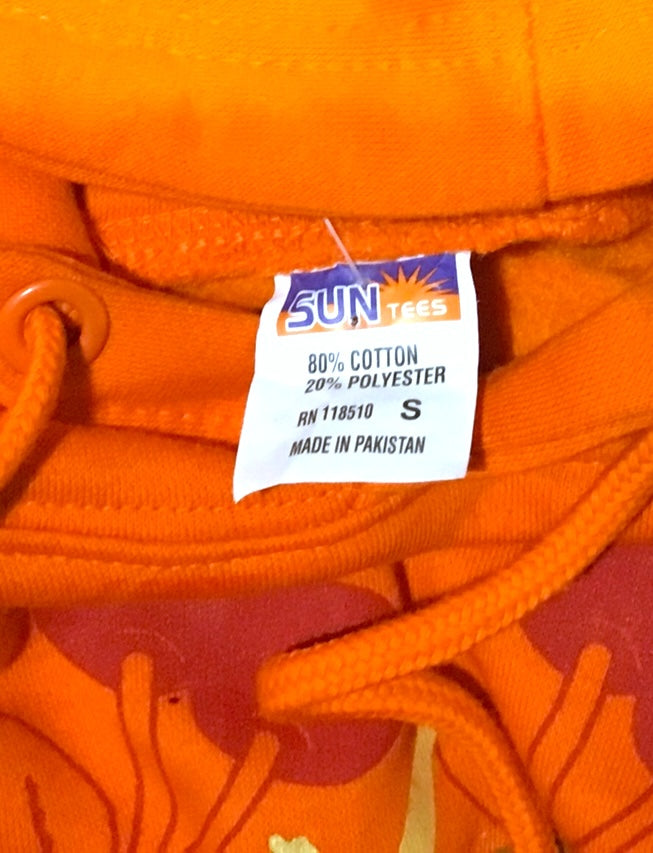 SUN TEES
80% COTTON
20% POLYESTER
RN 118510 S
MADE IN PAKISTAN